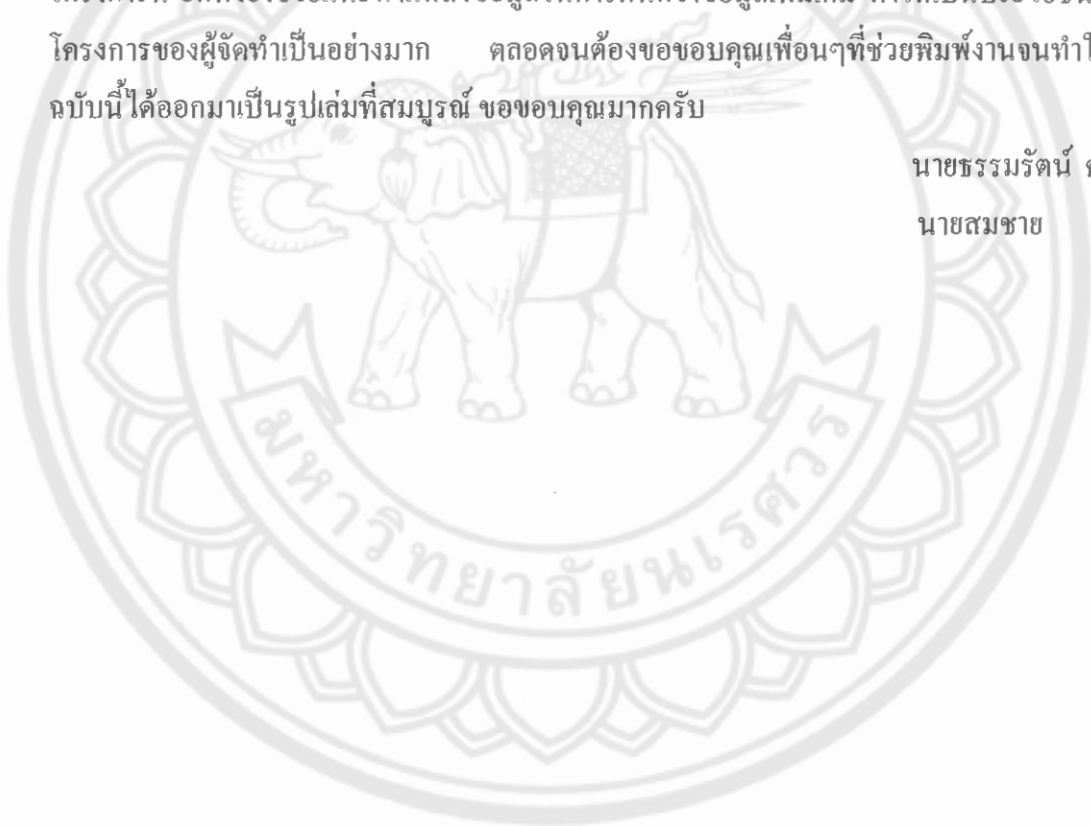 โครงการของผู้จัดทำเป็นอย่างมาก ตลอดจนต้องขอขอบคุณเพื่อนๆที่ช่วยพิมพ์งานจนทำ
ฉบับนี้ได้ออกมาเป็นรูปเล่มที่สมบูรณ์ ขอขอบคุณมากครับ
นายธรรมรัตน์
นายสมชาย
มหาวิทยาลัยนเรศวร